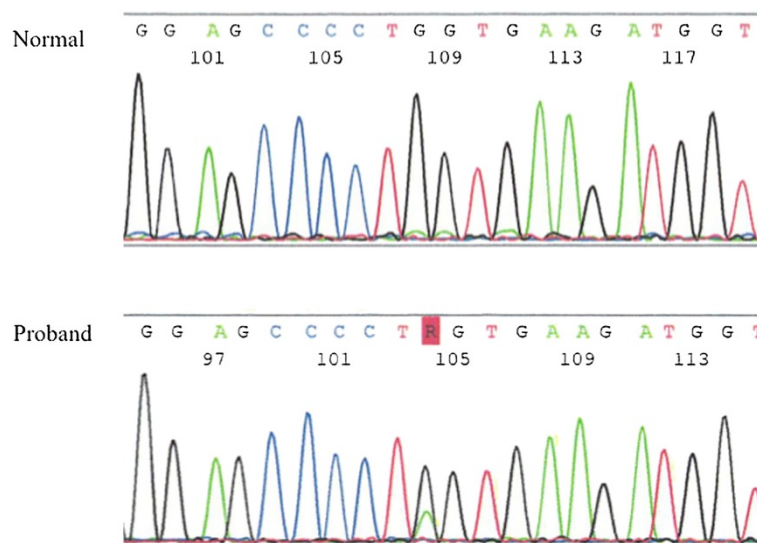 Normal
G G A G C C C C T G G T G A A G A T G G T
101 105 109 113 117
Proband
G G A G C C C C T R G T G A A G A T G G T
97 101 105 109 113